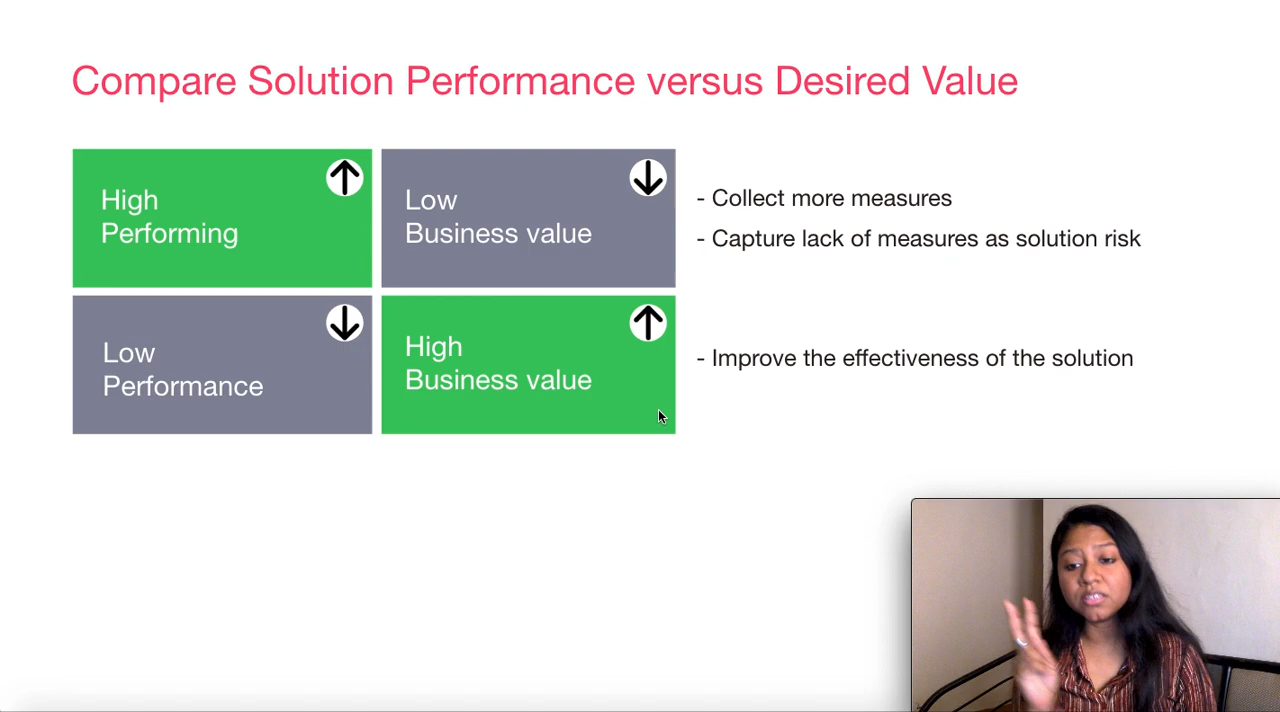 Compare Solution Performance versus Desired Value
High
Performing
Low
Business value
- Collect more measures
- Capture lack of measures as solution risk
Low
Performance
High
Business value
- Improve the effectiveness of the solution